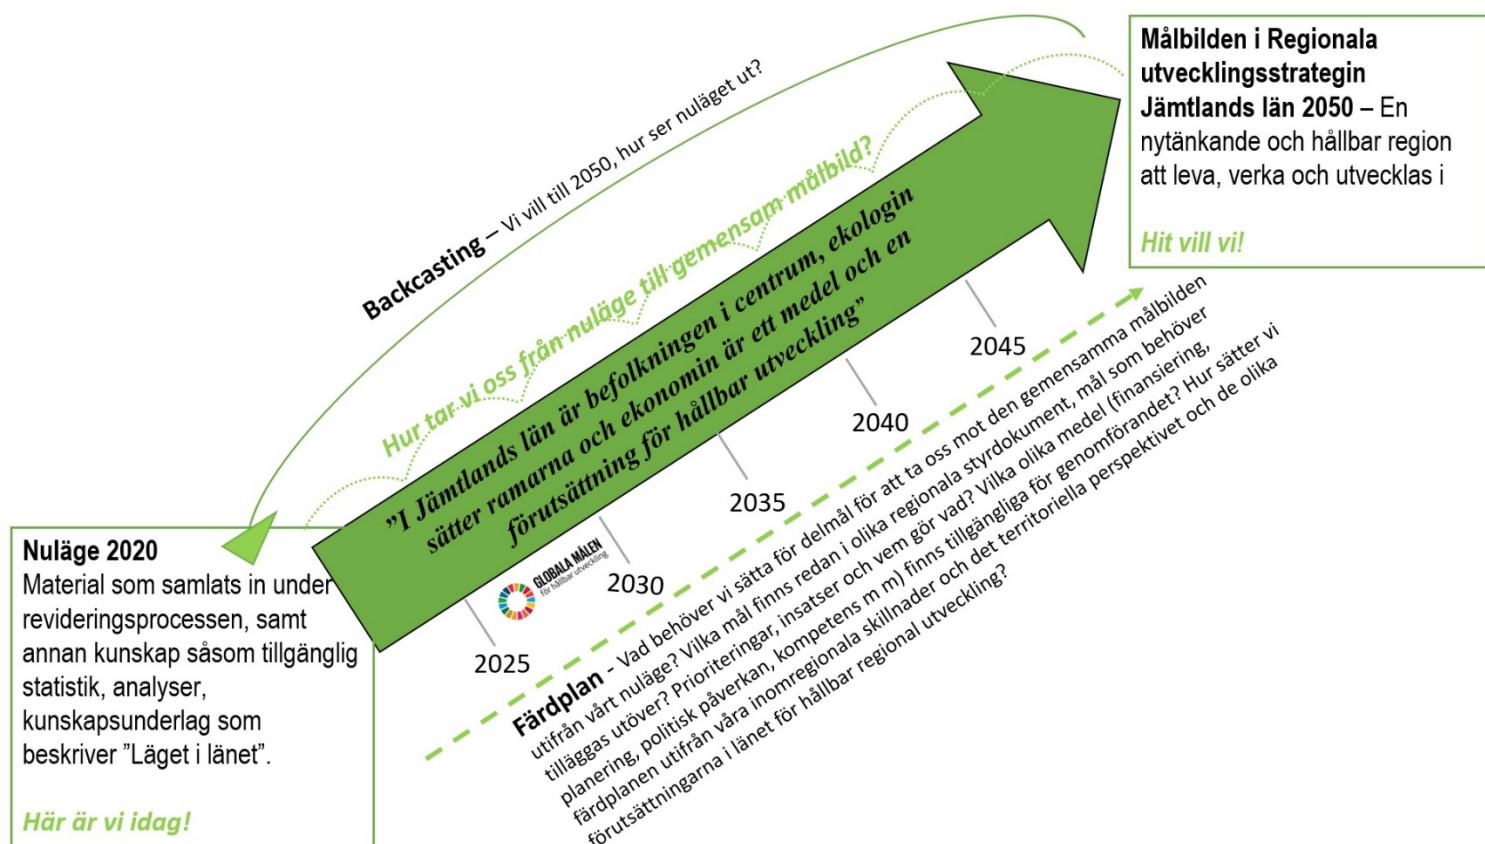 Målbilden i Regionala
utvecklingsstrategin
Jämtlands län 2050 – En
nytänkande och hållbar region
att leva, verka och utvecklas i
Hit vill vi!
Backcasting – Vi vill till 2050, hur ser nuläget ut?
Hur tar vi oss från nuläge till gemensam målbild?
”I Jämtlands län är befolkningen i centrum, ekologin
sätter ramarna och ekonomin är ett medel och en
förutsättning för hållbar utveckling”
Nuläge 2020
Material som samlats in under
revideringsprocessen, samt
annan kunskap såsom tillgänglig
statistik, analyser,
kunskapsunderlag som
beskriver ”Läget i länet”.
Här är vi idag!
GLOBALA MÅLEN
för hållbar utveckling
2025
2030
2035
2040
2045
Färdplan - Vad behöver vi sätta för delmål för att ta oss mot den gemensamma målbilden
utifrån vårt nuläge? Vilka mål finns redan i olika regionala styrdokument, mål som behöver
tilläggas utöver? Prioriteringar, insatser och vem gör vad? Vilka olika medel (finansiering,
planering, politisk påverkan, kompetens m m) finns tillgängliga för genomförandet? Hur sätter vi
färdplanen utifrån våra inomregionala skillnader och det territoriella perspektivet och de olika
förutsättningarna i länet för hållbar regional utveckling?